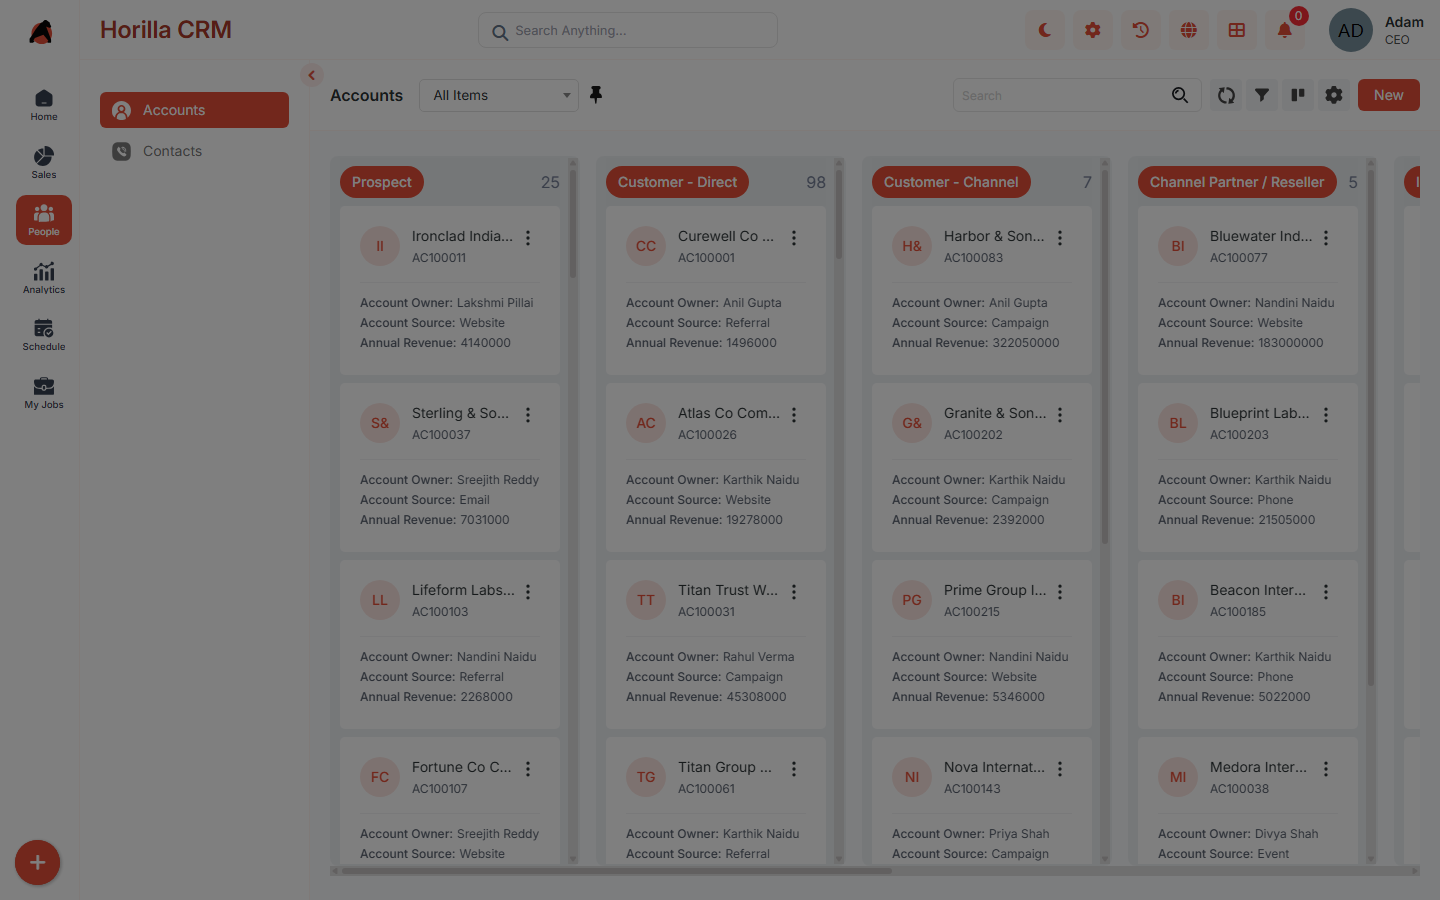 Horilla CRM
Search Anything...
0
AD
Adam
CEO
Home
Sales
People
Analytics
Schedule
My Jobs
Accounts
Contacts
Accounts
All Items
Search
New
Prospect
25
II
Ironclad India...
AC100011
Account Owner: Lakshmi Pillai
Account Source: Website
Annual Revenue: 4140000
S&
Sterling & So...
AC100037
Account Owner: Sreejith Reddy
Account Source: Email
Annual Revenue: 7031000
LL
Lifeform Labs...
AC100103
Account Owner: Nandini Naidu
Account Source: Referral
Annual Revenue: 2268000
FC
Fortune Co C...
AC100107
Account Owner: Sreejith Reddy
Account Source: Website
Customer - Direct
98
CC
Curewell Co ...
AC100001
Account Owner: Anil Gupta
Account Source: Referral
Annual Revenue: 1496000
AC
Atlas Co Com...
AC100026
Account Owner: Karthik Naidu
Account Source: Website
Annual Revenue: 19278000
TT
Titan Trust W...
AC100031
Account Owner: Rahul Verma
Account Source: Campaign
Annual Revenue: 45308000
TG
Titan Group ...
AC100061
Account Owner: Karthik Naidu
Account Source: Referral
Customer - Channel
7
H&
Harbor & Son...
AC100083
Account Owner: Anil Gupta
Account Source: Campaign
Annual Revenue: 322050000
G&
Granite & Son...
AC100202
Account Owner: Karthik Naidu
Account Source: Campaign
Annual Revenue: 2392000
PG
Prime Group I...
AC100215
Account Owner: Nandini Naidu
Account Source: Website
Annual Revenue: 5346000
NI
Nova Internat...
AC100143
Account Owner: Priya Shah
Account Source: Campaign
Channel Partner / Reseller
5
BI
Bluewater Ind...
AC100077
Account Owner: Nandini Naidu
Account Source: Website
Annual Revenue: 183000000
BL
Blueprint Lab...
AC100203
Account Owner: Karthik Naidu
Account Source: Phone
Annual Revenue: 21505000
BI
Beacon Inter...
AC100185
Account Owner: Karthik Naidu
Account Source: Phone
Annual Revenue: 5022000
MI
Medora Inter...
AC100038
Account Owner: Divya Shah
Account Source: Event